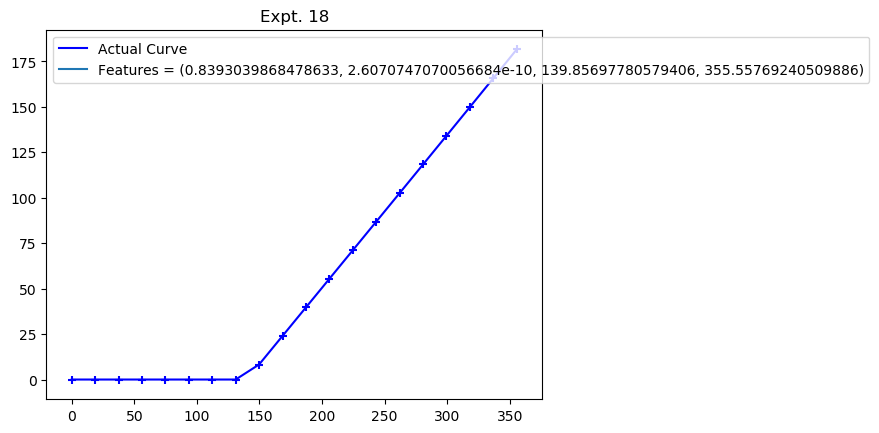 Expt. 18
Actual Curve
Features = (0.8393039868478633, 2.6070747070056684e-10, 139.85697780579406, 355.55769240509886)
175
150
125
100
75
50
25
0
0 50 100 150 200 250 300 350